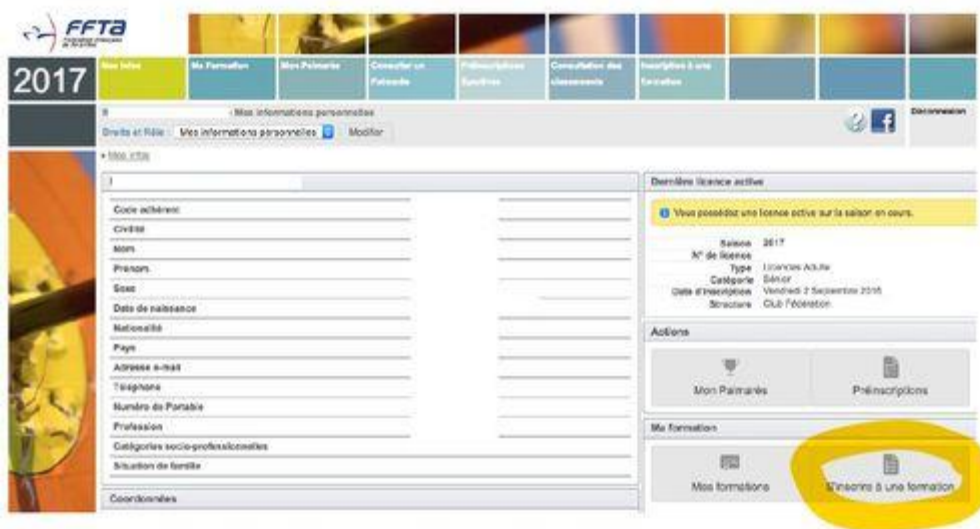 FFTa
2017
Mes Infos
Ma Formation
Mon Palmarès
Consulter un Palmarès
Préinscriptions Sportives
Consultation des classements
Inscription à une formation
- Mes informations personnelles
Droits et Rôle : Mes informations personnelles Modifier
Déconnexion
Mes infos
Code adhérent
Civilité
Nom
Prénom
Sexe
Date de naissance
Nationalité
Pays
Adresse e-mail
Téléphone
Numéro de Portable
Profession
Catégories socio-professionnelles
Situation de famille
Coordonnées
Dernière licence active
Vous possédez une licence active sur la saison en cours.
Saison 2017
N° de licence
Type Licenciés Adulte
Catégorie Sénior
Date d'inscription Vendredi 2 Septembre 2016
Structure Club Fédération
Actions
Mon Palmarès
Préinscriptions
Ma formation
Mes formations
S'inscrire à une formation